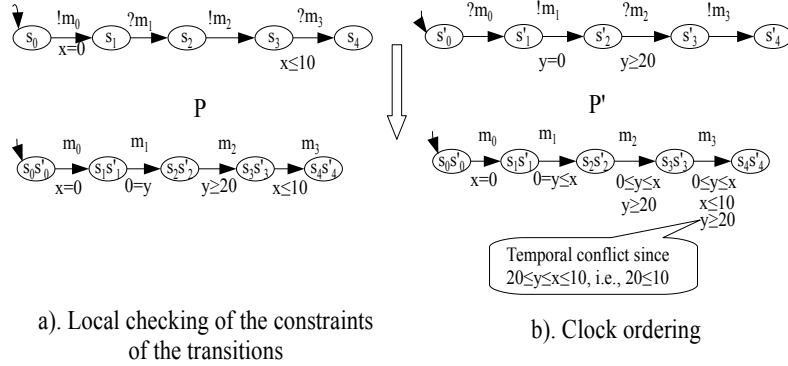 !m₀ ?m₁ !m₂ ?m₃
s₀ s₁ s₂ s₃ s₄
x=0 x≤10
?m₀ !m₁ ?m₂ !m₃
s'₀ s'₁ s'₂ s'₃ s'₄
y=0 y≥20
P
P'
m₀ m₁ m₂ m₃
s₀s'₀ s₁s'₁ s₂s'₂ s₃s'₃ s₄s'₄
x=0 0=y y≥20 x≤10
m₀ m₁ m₂ m₃
s₀s'₀ s₁s'₁ s₂s'₂ s₃s'₃ s₄s'₄
x=0 0=y≤x 0≤y≤x 0≤y≤x
y≥20 x≤10
y≥20
Temporal conflict since
20≤y≤x≤10, i.e., 20≤10
a). Local checking of the constraints
of the transitions
b). Clock ordering